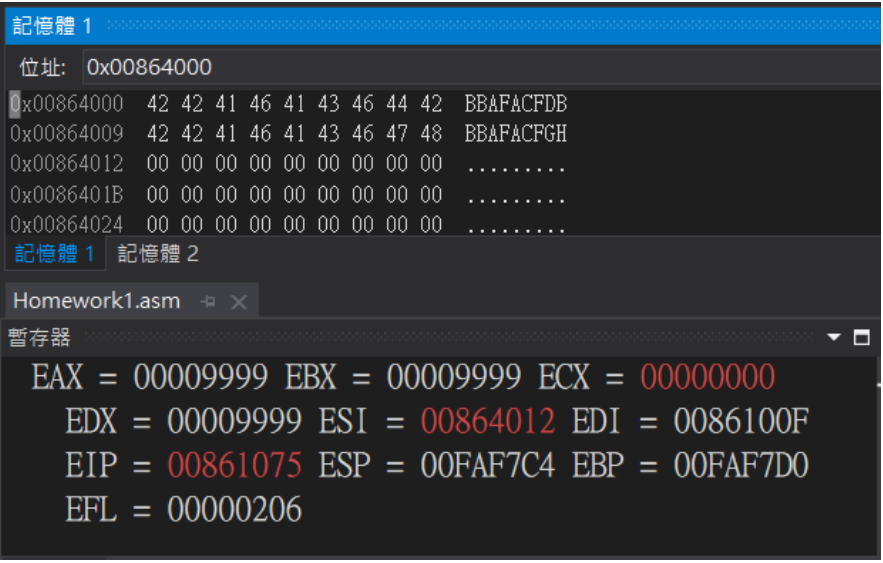 記憶體 1
位址: 0x00864000
0x00864000 42 42 41 46 41 43 46 44 42 BBAFACFDB
0x00864009 42 42 41 46 41 43 46 47 48 BBAFACFGH
0x00864012 00 00 00 00 00 00 00 00 00 .........
0x0086401B 00 00 00 00 00 00 00 00 00 .........
0x00864024 00 00 00 00 00 00 00 00 00 .........
記憶體 1 記憶體 2
Homework1.asm
暫存器
EAX = 00009999 EBX = 00009999 ECX = 00000000
EDX = 00009999 ESI = 00864012 EDI = 0086100F
EIP = 00861075 ESP = 00FAF7C4 EBP = 00FAF7D0
EFL = 00000206